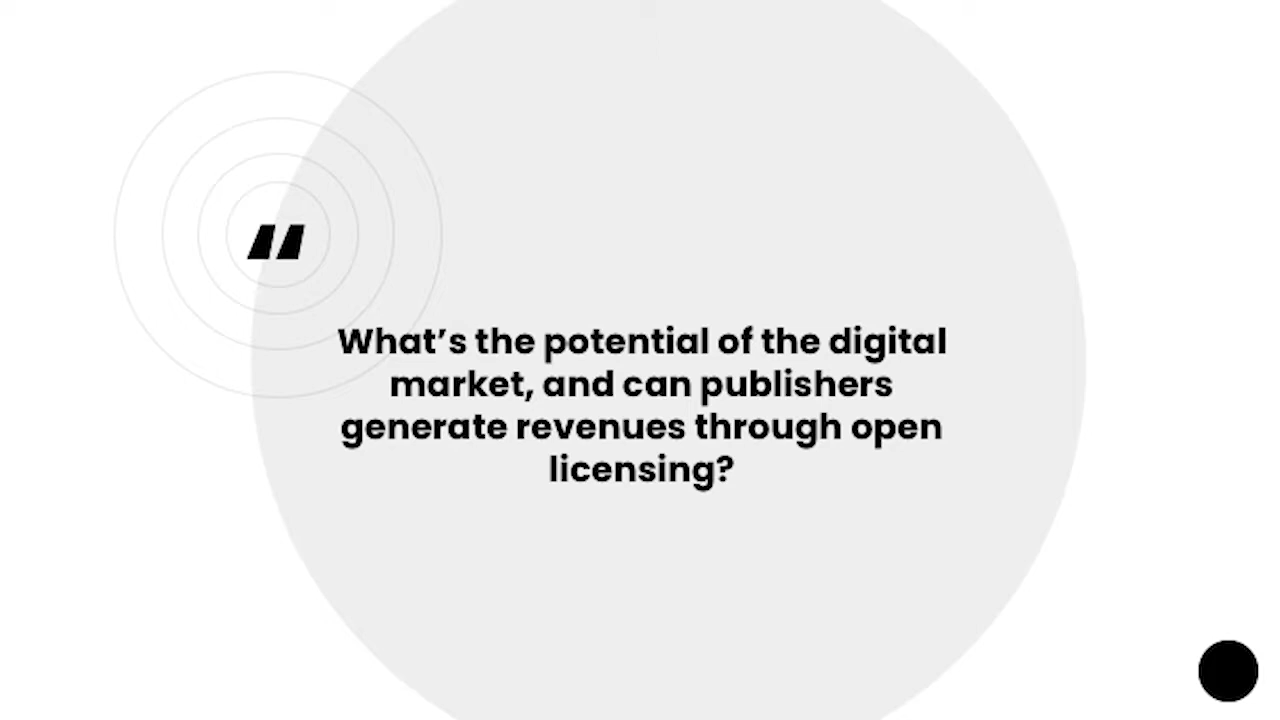 “
What’s the potential of the digital
market, and can publishers
generate revenues through open
licensing?